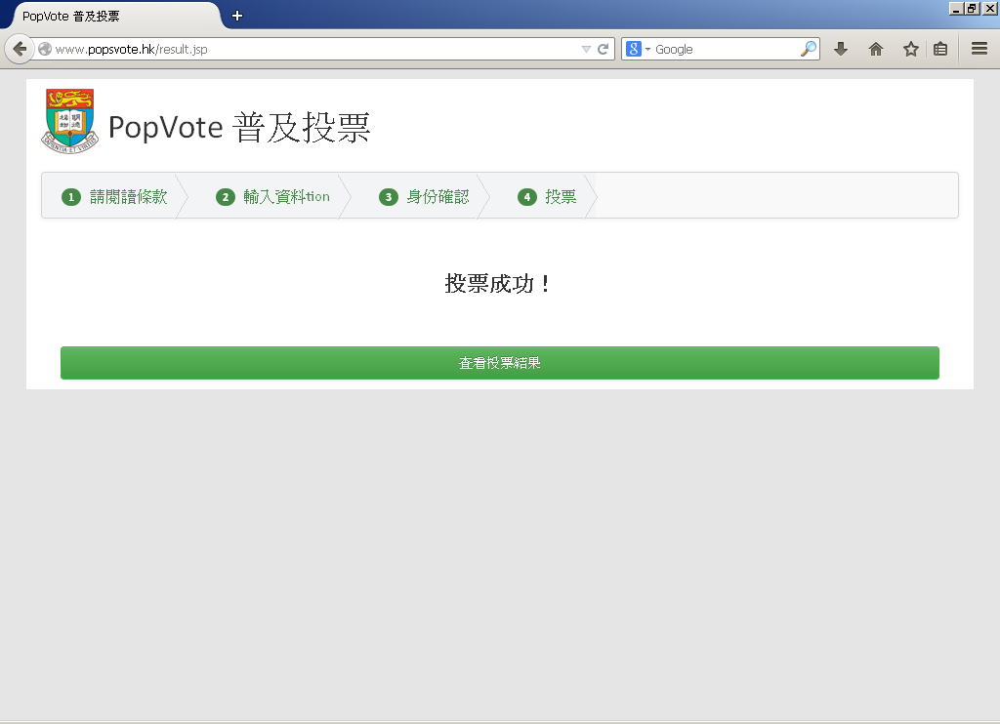 PopVote 普及投票
www.popsvote.hk/result.jsp
8 Google
PopVote 普及投票
1 請閱讀條款 2 輸入資料tion 3 身份確認 4 投票
投票成功！
查看投票結果